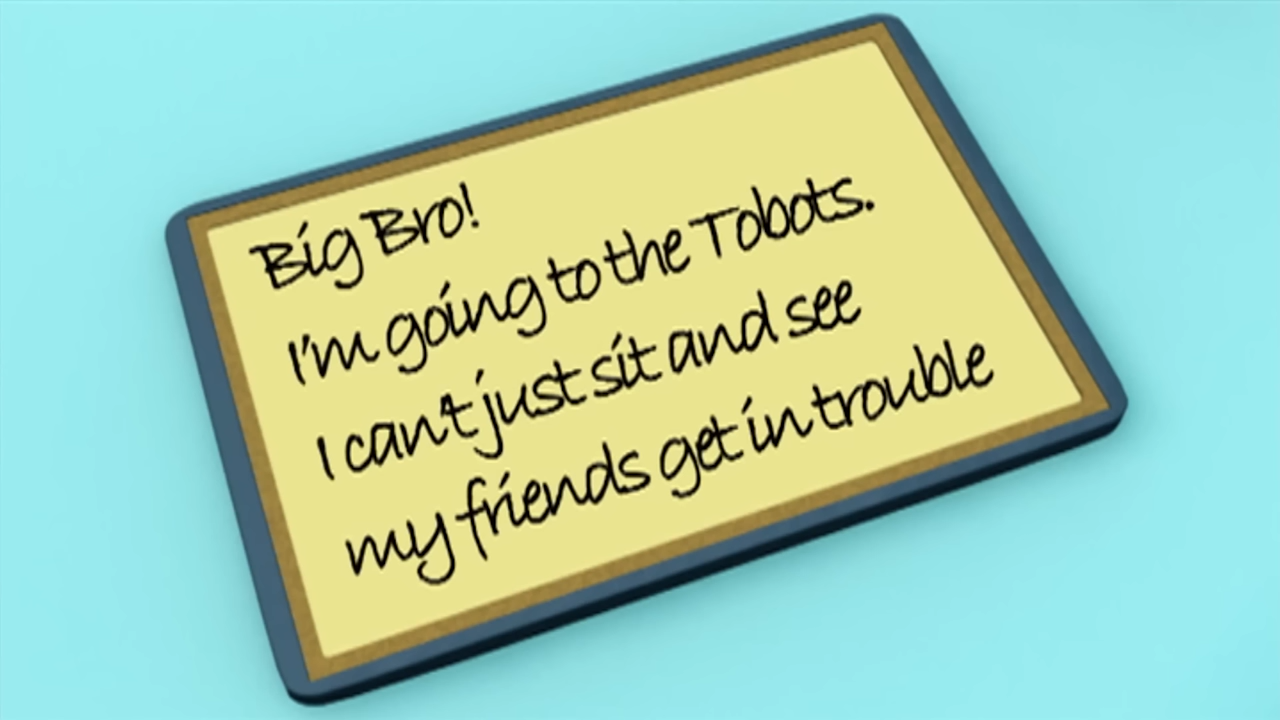 Big Bro!
I'm going to the Tobots.
I can't just sit and see
my friends get in trouble